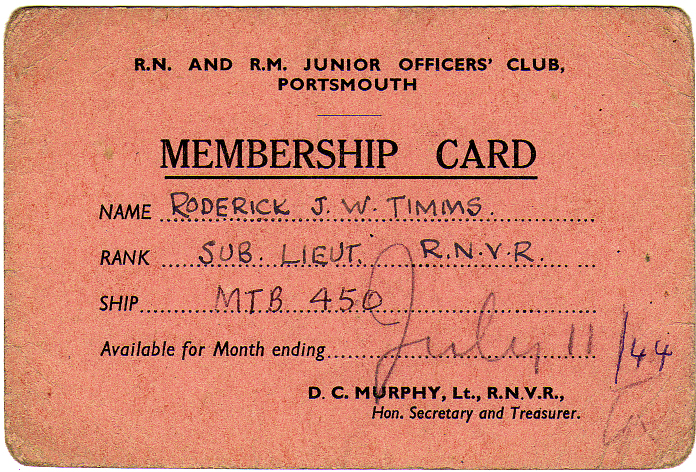 R.N. AND R.M. JUNIOR OFFICERS' CLUB,
PORTSMOUTH
MEMBERSHIP CARD
NAME RODERICK J. W. TIMMS.
RANK SUB. LIEUT. R.N.V.R.
SHIP MTB 450
Available for Month ending July 11/44
D. C. MURPHY, Lt., R.N.V.R.,
Hon. Secretary and Treasurer.